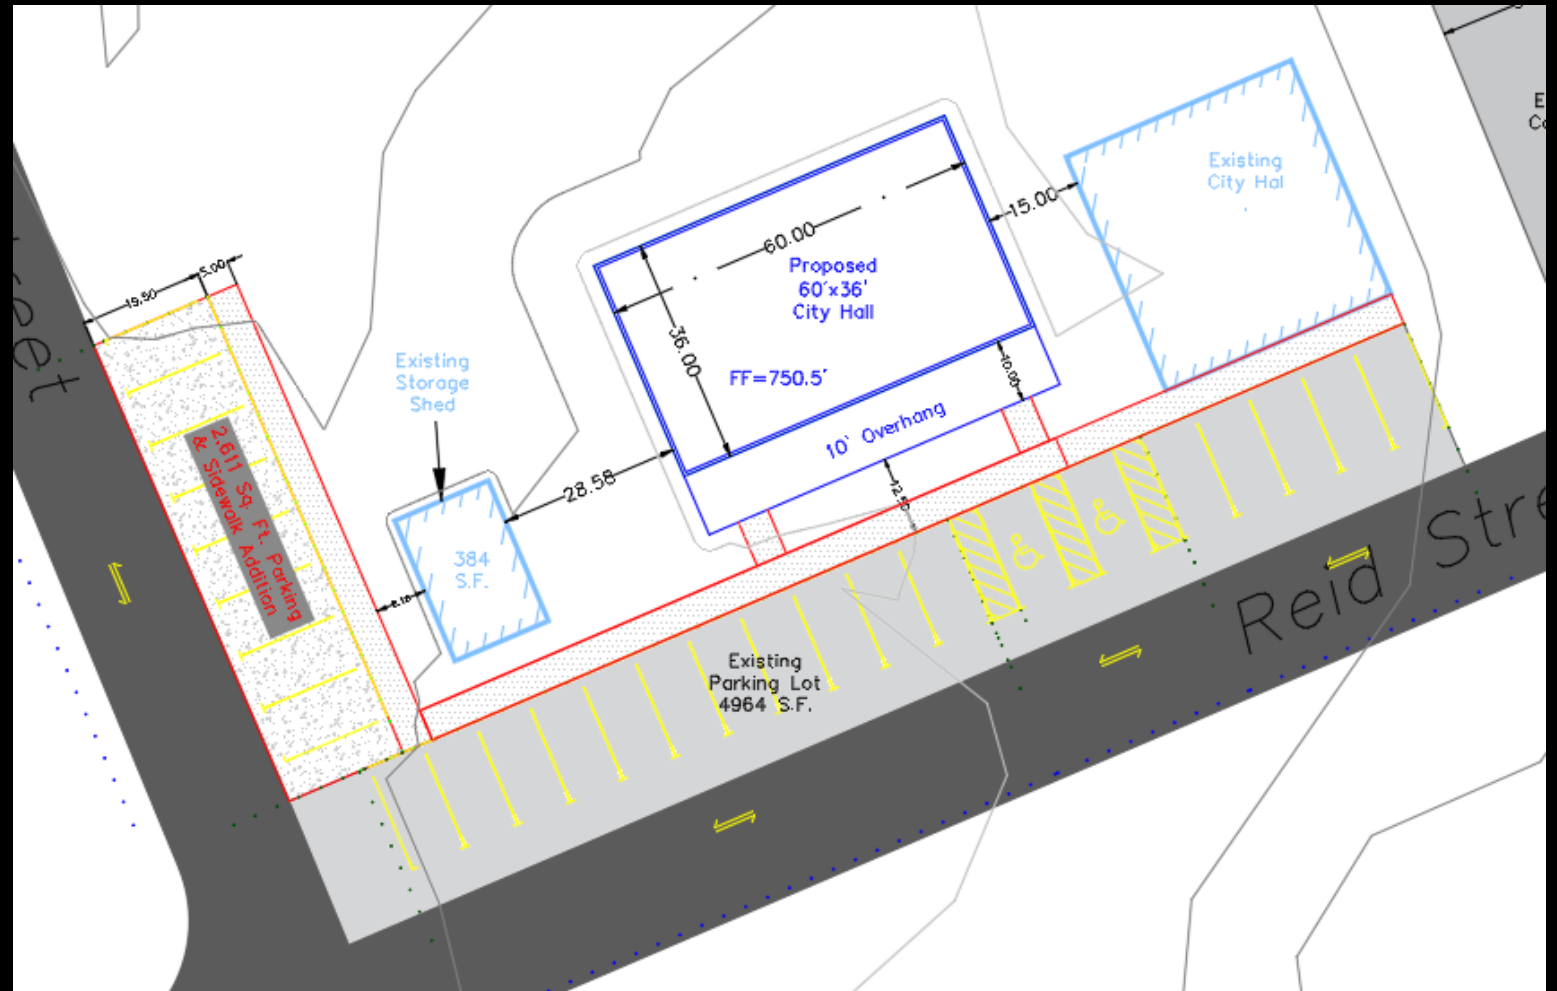 Existing
City Hal
15.00
60.00
Proposed
60'x36'
City Hall
36.00
FF=750.5'
10.00
10' Overhang
12.50
19.50
5.00
Existing
Storage
Shed
28.58
384
S.F.
2,611 Sq. Ft. Parking
& Sidewalk Addition
Existing
Parking Lot
4964 S.F.
Reid Stre
eet